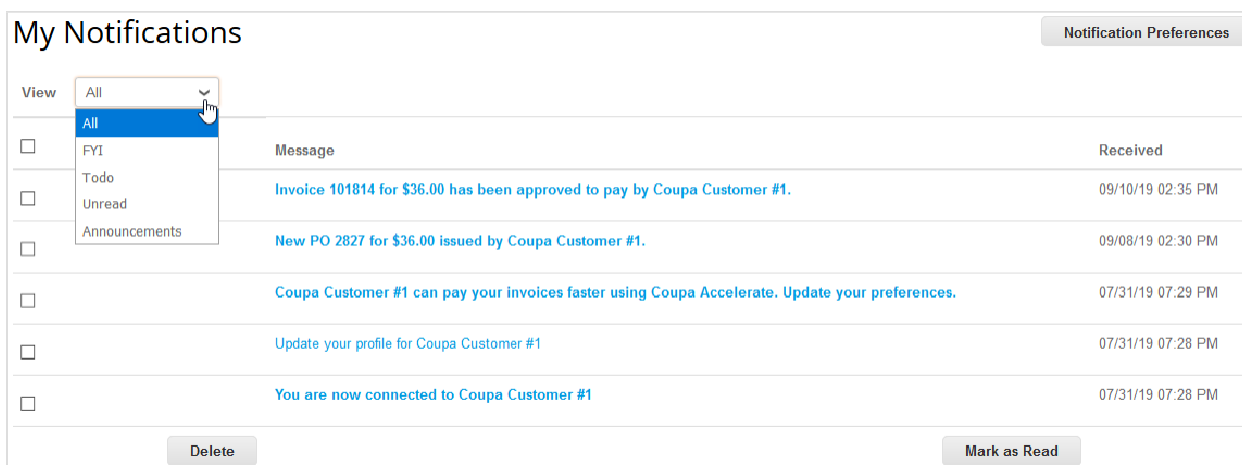 My Notifications
Notification Preferences
View All
All
FYI
Todo
Unread
Announcements
Message Received
Invoice 101814 for $36.00 has been approved to pay by Coupa Customer #1. 09/10/19 02:35 PM
New PO 2827 for $36.00 issued by Coupa Customer #1. 09/08/19 02:30 PM
Coupa Customer #1 can pay your invoices faster using Coupa Accelerate. Update your preferences. 07/31/19 07:29 PM
Update your profile for Coupa Customer #1 07/31/19 07:28 PM
You are now connected to Coupa Customer #1 07/31/19 07:28 PM
Delete Mark as Read